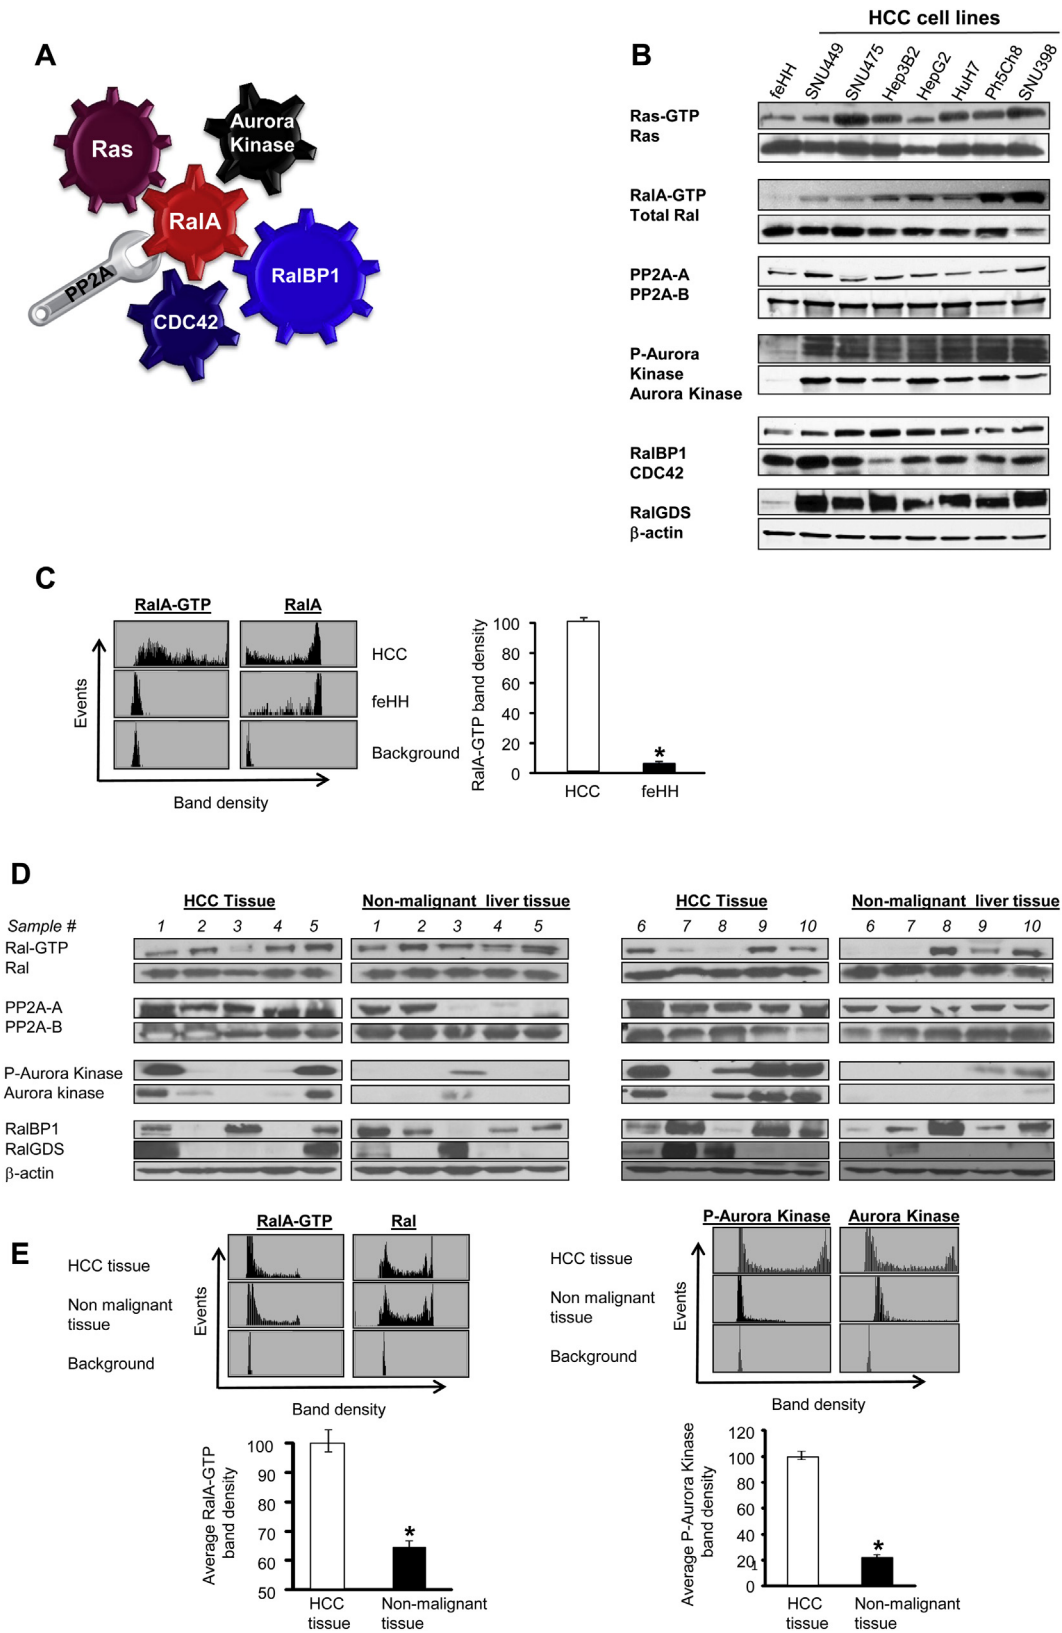 A
Ras
Aurora
Kinase
RalA
PP2A
RalBP1
CDC42
B
HCC cell lines
feHH
SNU449
SNU475
Hep3B2
HepG2
HuH7
Ph5Ch8
SNU398
Ras-GTP
Ras
RalA-GTP
Total Ral
PP2A-A
PP2A-B
P-Aurora
Kinase
Aurora Kinase
RalBP1
CDC42
RalGDS
β-actin
C
RalA-GTP RalA
Events
HCC
feHH
Background
Band density
RalA-GTP band density
100
80
60
40
20
0
*
HCC feHH
D
HCC Tissue Non-malignant liver tissue HCC Tissue Non-malignant liver tissue
Sample # 1 2 3 4 5 1 2 3 4 5 6 7 8 9 10 6 7 8 9 10
Ral-GTP
Ral
PP2A-A
PP2A-B
P-Aurora Kinase
Aurora kinase
RalBP1
RalGDS
β-actin
E
RalA-GTP Ral
HCC tissue
Non malignant
tissue
Background
Events
Band density
Average RalA-GTP
band density
100
90
80
70
60
50
*
HCC
tissue
Non-malignant
tissue
P-Aurora Kinase Aurora Kinase
HCC tissue
Non malignant
tissue
Background
Events
Band density
Average P-Aurora Kinase
band density
120
100
80
60
40
20
0
1
*
HCC
tissue
Non-malignant
tissue